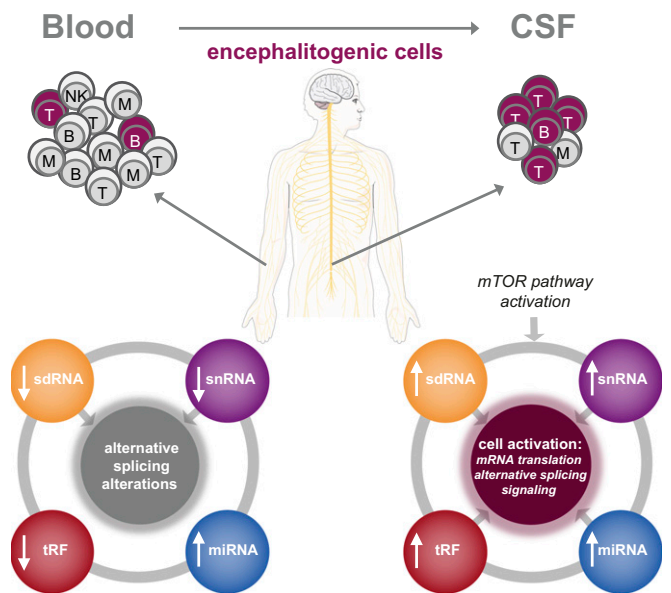 Blood
CSF
encephalitogenic cells
NK
M
T
T
B
B
M
M
T
B
M
T
T
T
T
B
T
M
T
mTOR pathway
activation
sdRNA
snRNA
alternative
splicing
alterations
tRF
miRNA
sdRNA
snRNA
cell activation:
mRNA translation
alternative splicing
signaling
tRF
miRNA